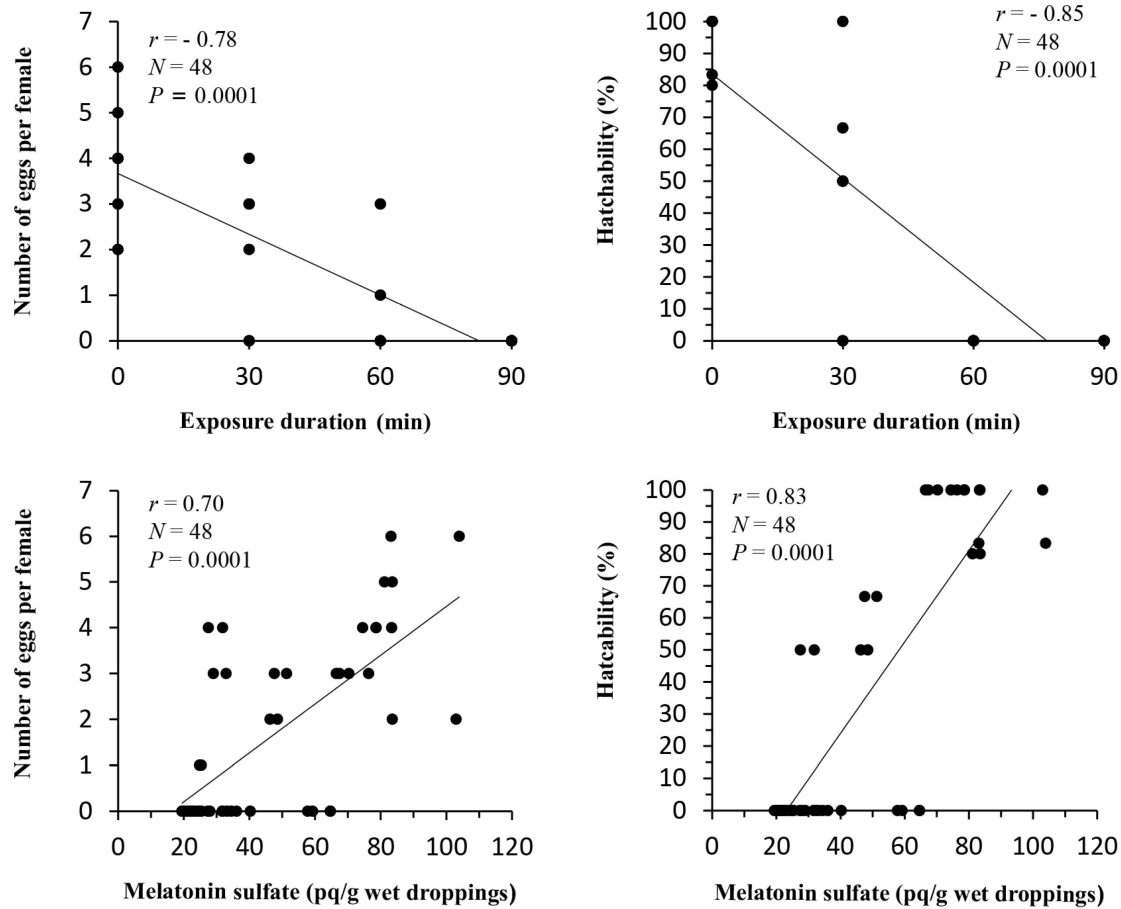 Number of eggs per female
7
6
5
4
3
2
1
0
r = - 0.78
N = 48
P = 0.0001
0 30 60 90
Exposure duration (min)
Hatchability (%)
100
90
80
70
60
50
40
30
20
10
0
r = - 0.85
N = 48
P = 0.0001
0 30 60 90
Exposure duration (min)
Number of eggs per female
7
6
5
4
3
2
1
0
r = 0.70
N = 48
P = 0.0001
0 20 40 60 80 100 120
Melatonin sulfate (pq/g wet droppings)
Hatcability (%)
100
90
80
70
60
50
40
30
20
10
0
r = 0.83
N = 48
P = 0.0001
0 20 40 60 80 100 120
Melatonin sulfate (pq/g wet droppings)